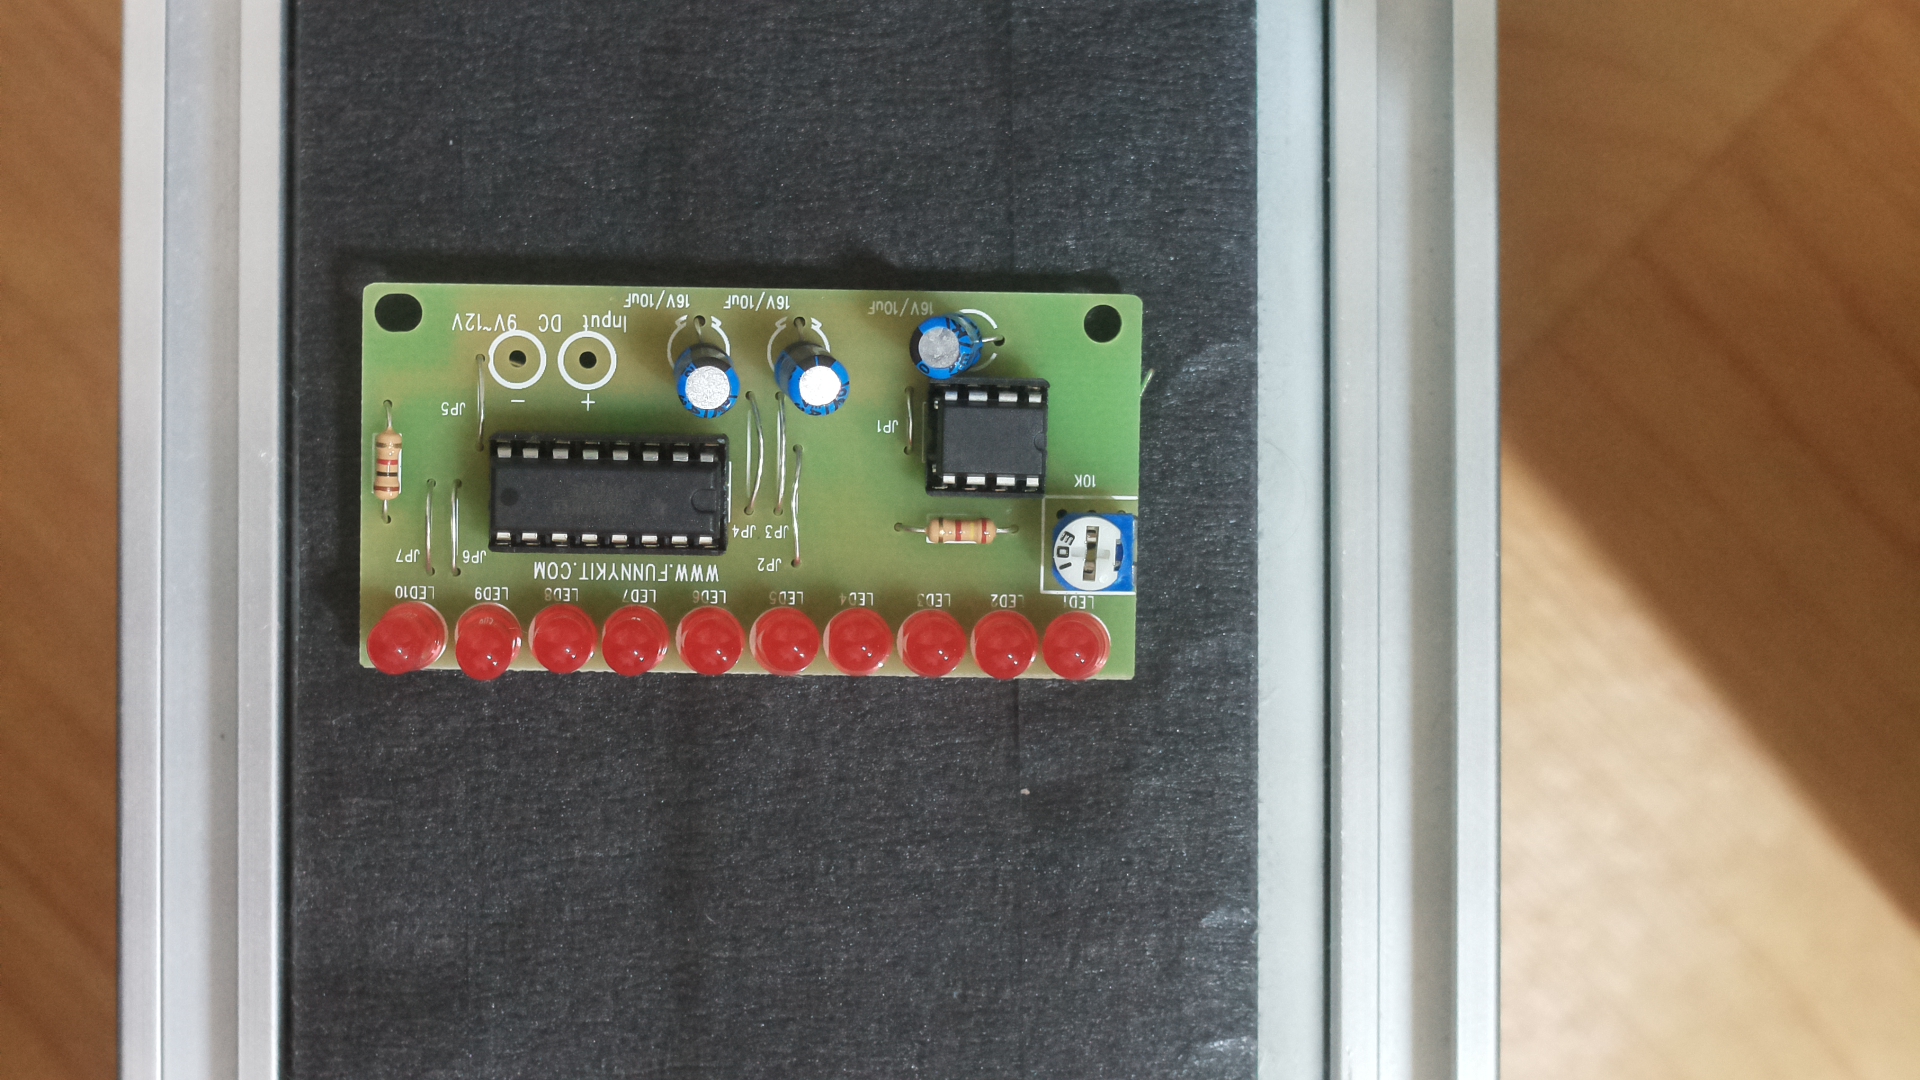 LED1 LED2 LED3 LED4 LED5 LED6 LED7 LED8 LED9 LED10
WWW.FUNNYKIT.COM
JP2
JP3
JP4
JP6
JP7
10K
103
JP1
JP5
- +
Input DC 9V~12V
16V/10uF
16V/10uF
16V/10uF